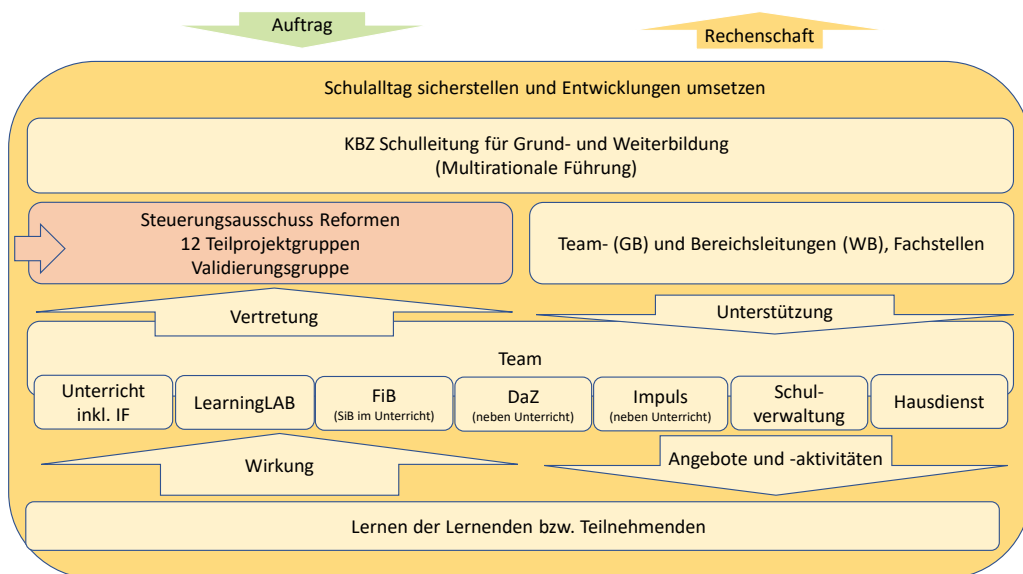 Auftrag
Rechenschaft
Schulalltag sicherstellen und Entwicklungen umsetzen
KBZ Schulleitung für Grund- und Weiterbildung
(Multirationale Führung)
Steuerungsausschuss Reformen
12 Teilprojektgruppen
Validierungsgruppe
Team- (GB) und Bereichsleitungen (WB), Fachstellen
Vertretung
Unterstützung
Team
Unterricht
inkl. IF
LearningLAB
FiB
(SiB im Unterricht)
DaZ
(neben Unterricht)
Impuls
(neben Unterricht)
Schul-
verwaltung
Hausdienst
Wirkung
Angebote und -aktivitäten
Lernen der Lernenden bzw. Teilnehmenden